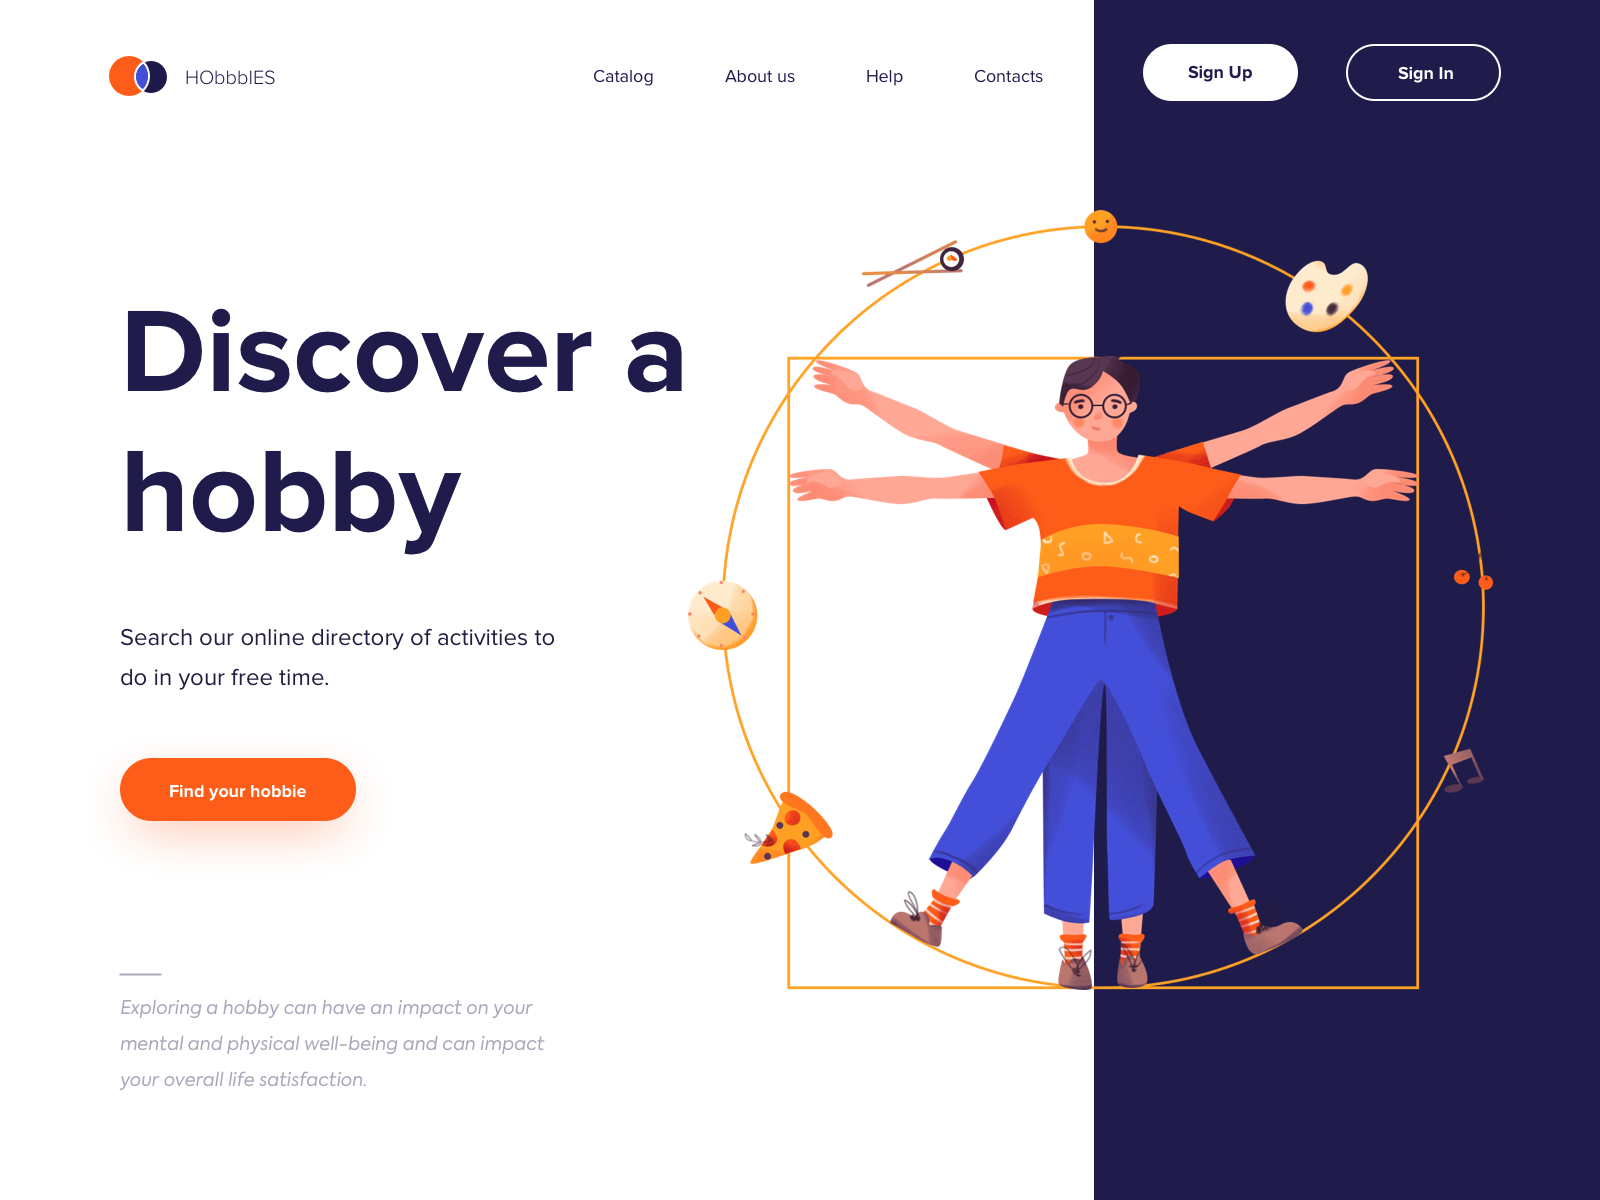 HObbbIES
Catalog
About us
Help
Contacts
Sign Up
Sign In
Discover a
hobby
Search our online directory of activities to
do in your free time.
Find your hobbie
Exploring a hobby can have an impact on your
mental and physical well-being and can impact
your overall life satisfaction.